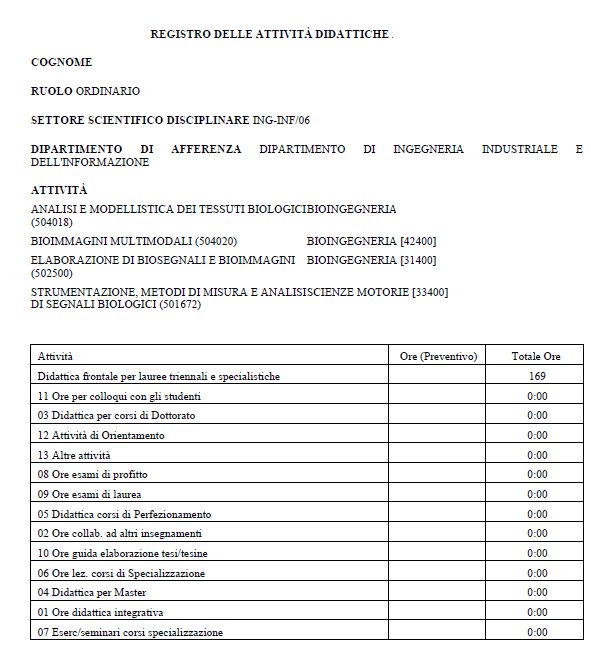 REGISTRO DELLE ATTIVITÀ DIDATTICHE .
COGNOME
RUOLO ORDINARIO
SETTORE SCIENTIFICO DISCIPLINARE ING-INF/06
DIPARTIMENTO DI AFFERENZA DIPARTIMENTO DI INGEGNERIA INDUSTRIALE E
DELL'INFORMAZIONE
ATTIVITÀ
ANALISI E MODELLISTICA DEI TESSUTI BIOLOGICIBIOINGEGNERIA
(504018)
BIOIMMAGINI MULTIMODALI (504020) BIOINGEGNERIA [42400]
ELABORAZIONE DI BIOSEGNALI E BIOIMMAGINI BIOINGEGNERIA [31400]
(502500)
STRUMENTAZIONE, METODI DI MISURA E ANALISISCIENZE MOTORIE [33400]
DI SEGNALI BIOLOGICI (501672)
Attività Ore (Preventivo) Totale Ore
Didattica frontale per lauree triennali e specialistiche 169
11 Ore per colloqui con gli studenti 0:00
03 Didattica per corsi di Dottorato 0:00
12 Attività di Orientamento 0:00
13 Altre attività 0:00
08 Ore esami di profitto 0:00
09 Ore esami di laurea 0:00
05 Didattica corsi di Perfezionamento 0:00
02 Ore collab. ad altri insegnamenti 0:00
10 Ore guida elaborazione tesi/tesine 0:00
06 Ore lez. corsi di Specializzazione 0:00
04 Didattica per Master 0:00
01 Ore didattica integrativa 0:00
07 Eserc/seminari corsi specializzazione 0:00